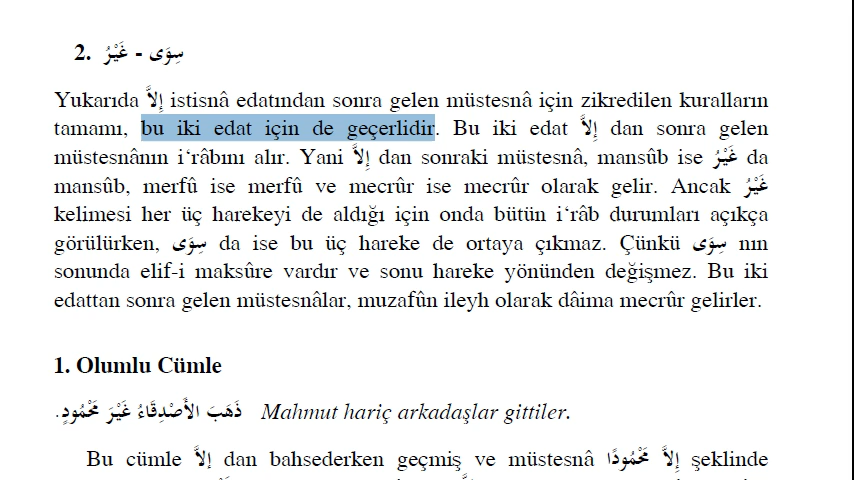 2. غَيْرُ - سِوَى
Yukarıda إِلاَّ istisnâ edatından sonra gelen müstesnâ için zikredilen kuralların
tamamı, bu iki edat için de geçerlidir. Bu iki edat إِلاَّ dan sonra gelen
müstesnânın i‘râbını alır. Yani إِلاَّ dan sonraki müstesnâ, mansûb ise غَيْرُ da
mansûb, merfû ise merfû ve mecrûr ise mecrûr olarak gelir. Ancak غَيْرُ
kelimesi her üç harekeyi de aldığı için onda bütün i‘râb durumları açıkça
görülürken, سِوَى da ise bu üç hareke de ortaya çıkmaz. Çünkü سِوَى nın
sonunda elif-i maksûre vardır ve sonu hareke yönünden değişmez. Bu iki
edattan sonra gelen müstesnâlar, muzafûn ileyh olarak dâima mecrûr gelirler.
1. Olumlu Cümle
ذَهَبَ الأَصْدِقَاءُ غَيْرَ مَحْمُودٍ. Mahmut hariç arkadaşlar gittiler.
Bu cümle إِلاَّ dan bahsederken geçmiş ve müstesnâ إِلاَّ مَحْمُودًا şeklinde